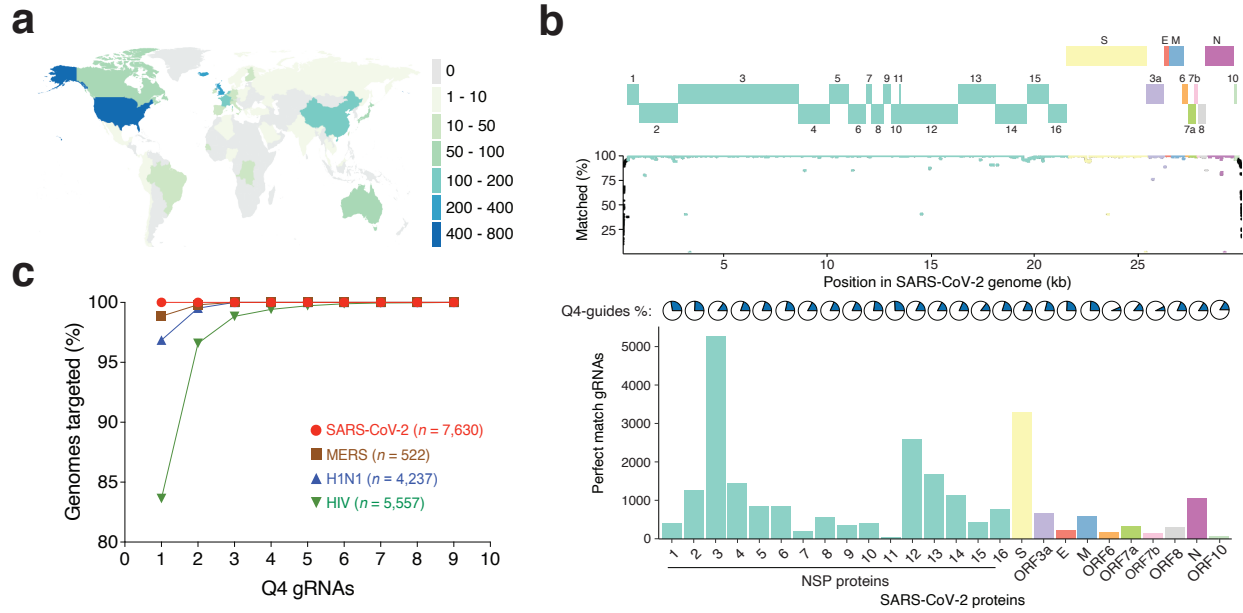 a
0
1 - 10
10 - 50
50 - 100
100 - 200
200 - 400
400 - 800
b
S
E M
N
1
3
5
7
9
11
13
15
3a
6
7b
10
2
4
6
8
10
12
14
16
7a
8
Matched (%)
100
75
50
25
5
10
15
20
25
Position in SARS-CoV-2 genome (kb)
Q4-guides %:
Perfect match gRNAs
5000
4000
3000
2000
1000
0
1
2
3
4
5
6
7
8
9
10
11
12
13
14
15
16
S
ORF3a
E
M
ORF6
ORF7a
ORF7b
ORF8
N
ORF10
NSP proteins
SARS-CoV-2 proteins
c
Genomes targeted (%)
100
95
90
85
80
0
1
2
3
4
5
6
7
8
9
10
Q4 gRNAs
SARS-CoV-2 (n = 7,630)
MERS (n = 522)
H1N1 (n = 4,237)
HIV (n = 5,557)